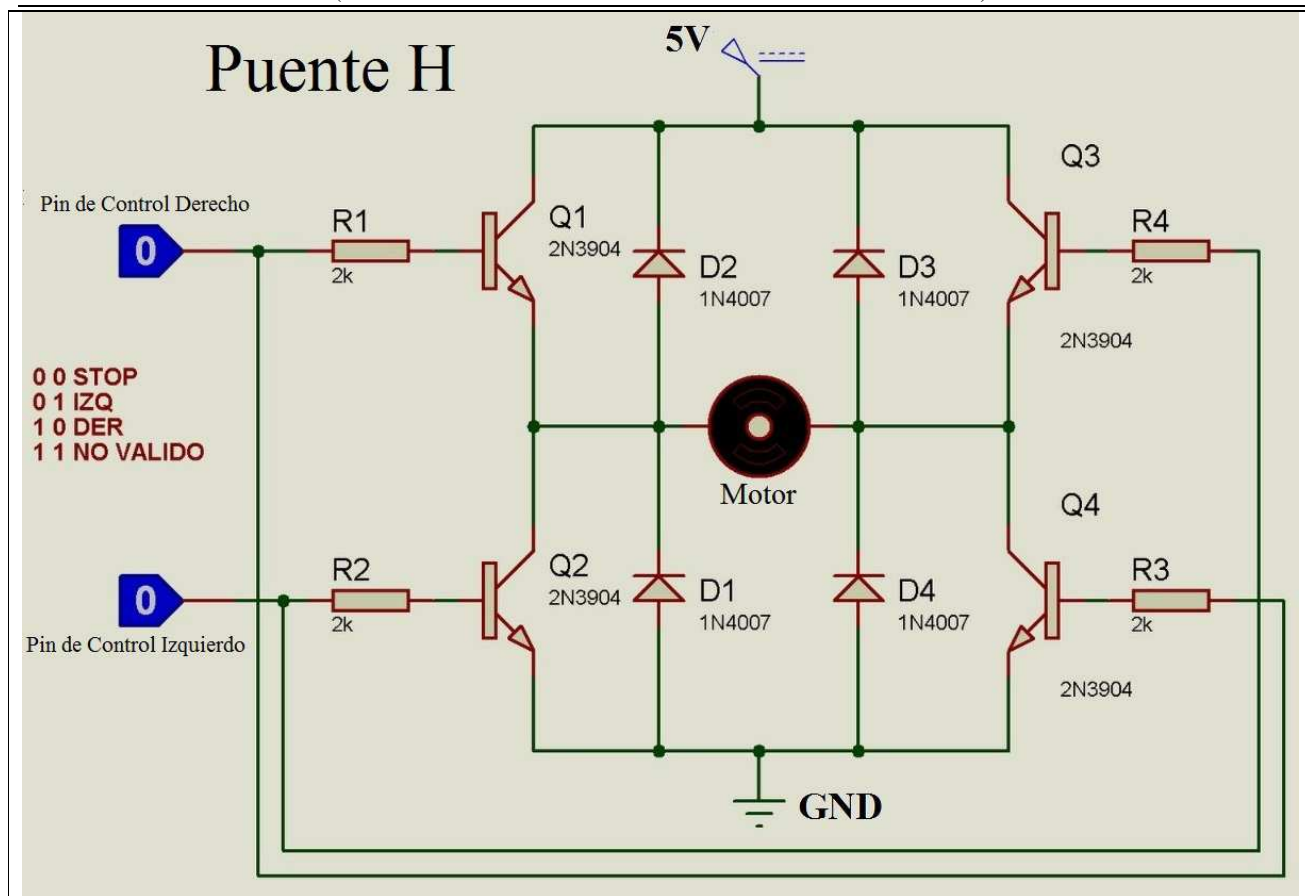 Puente H
5V
Pin de Control Derecho
0
R1
2k
Q1
2N3904
D2
1N4007
D3
1N4007
Q3
2N3904
R4
2k
0 0 STOP
0 1 IZQ
1 0 DER
1 1 NO VALIDO
Motor
0
Pin de Control Izquierdo
R2
2k
Q2
2N3904
D1
1N4007
D4
1N4007
Q4
2N3904
R3
2k
GND